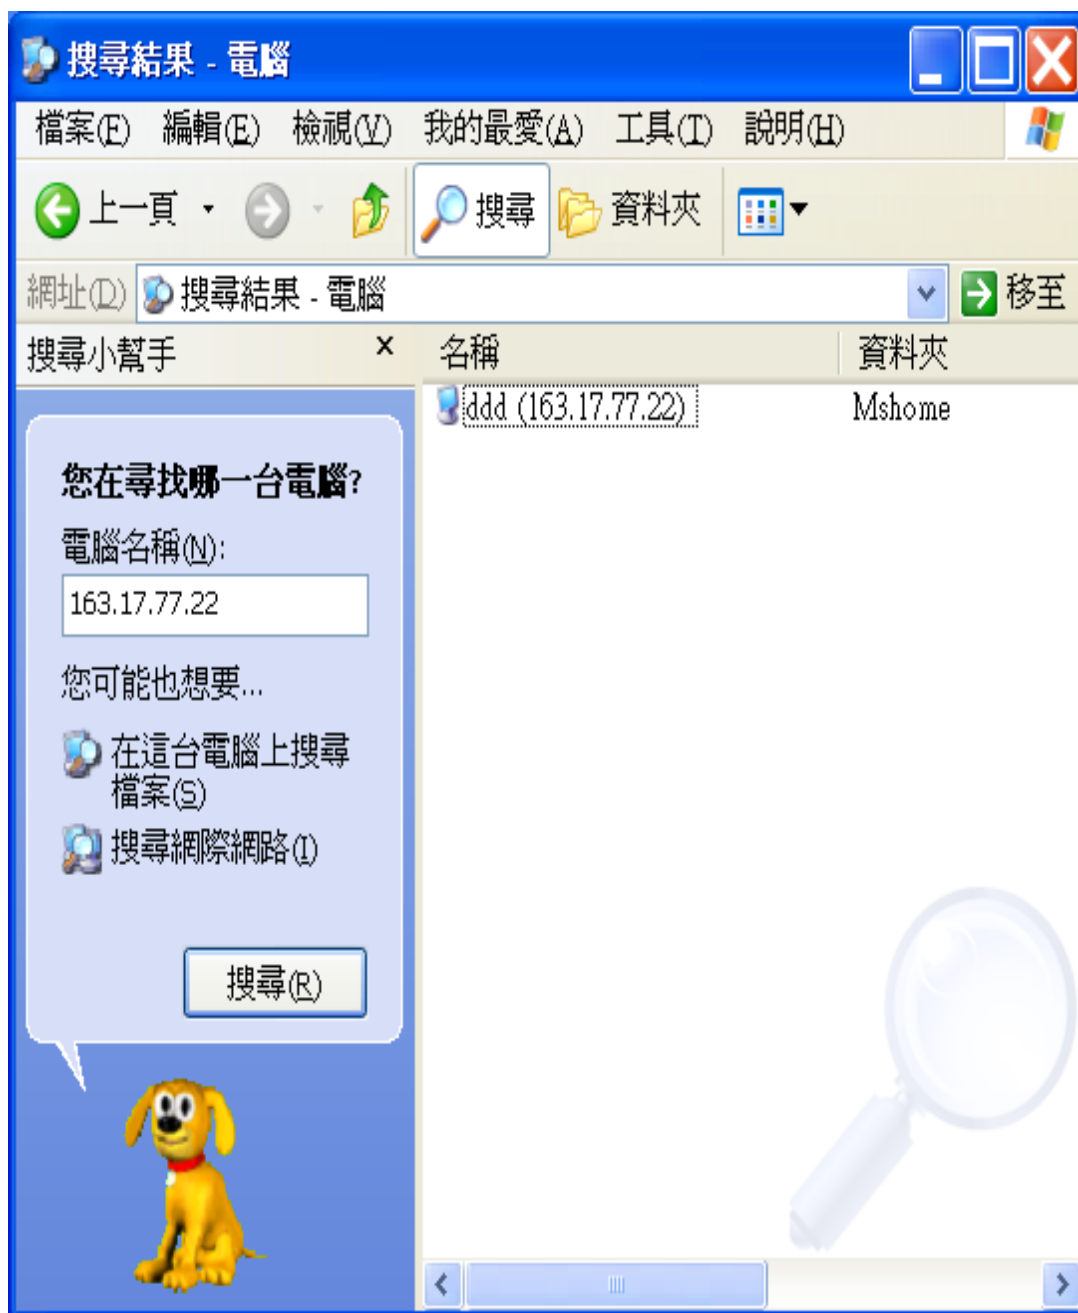 搜尋結果 - 電腦
檔案(F) 編輯(E) 檢視(V) 我的最愛(A) 工具(T) 說明(H)
上一頁 搜尋 資料夾
網址(D) 搜尋結果 - 電腦 移至
搜尋小幫手 x
名稱 資料夾
ddd (163.17.77.22) Mshome
您在尋找哪一台電腦?
電腦名稱(N):
163.17.77.22
您可能也想要...
在這台電腦上搜尋
檔案(S)
搜尋網際網路(I)
搜尋(R)